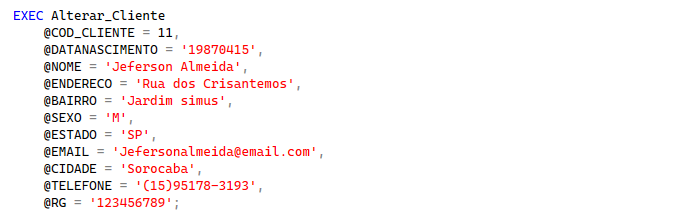 EXEC Alterar_Cliente
@COD_CLIENTE = 11,
@DATANASCIMENTO = '19870415',
@NOME = 'Jeferson Almeida',
@ENDERECO = 'Rua dos Crisantemos',
@BAIRRO = 'Jardim simus',
@SEXO = 'M',
@ESTADO = 'SP',
@EMAIL = 'Jefersonalmeida@email.com',
@CIDADE = 'Sorocaba',
@TELEFONE = '(15)95178-3193',
@RG = '123456789';